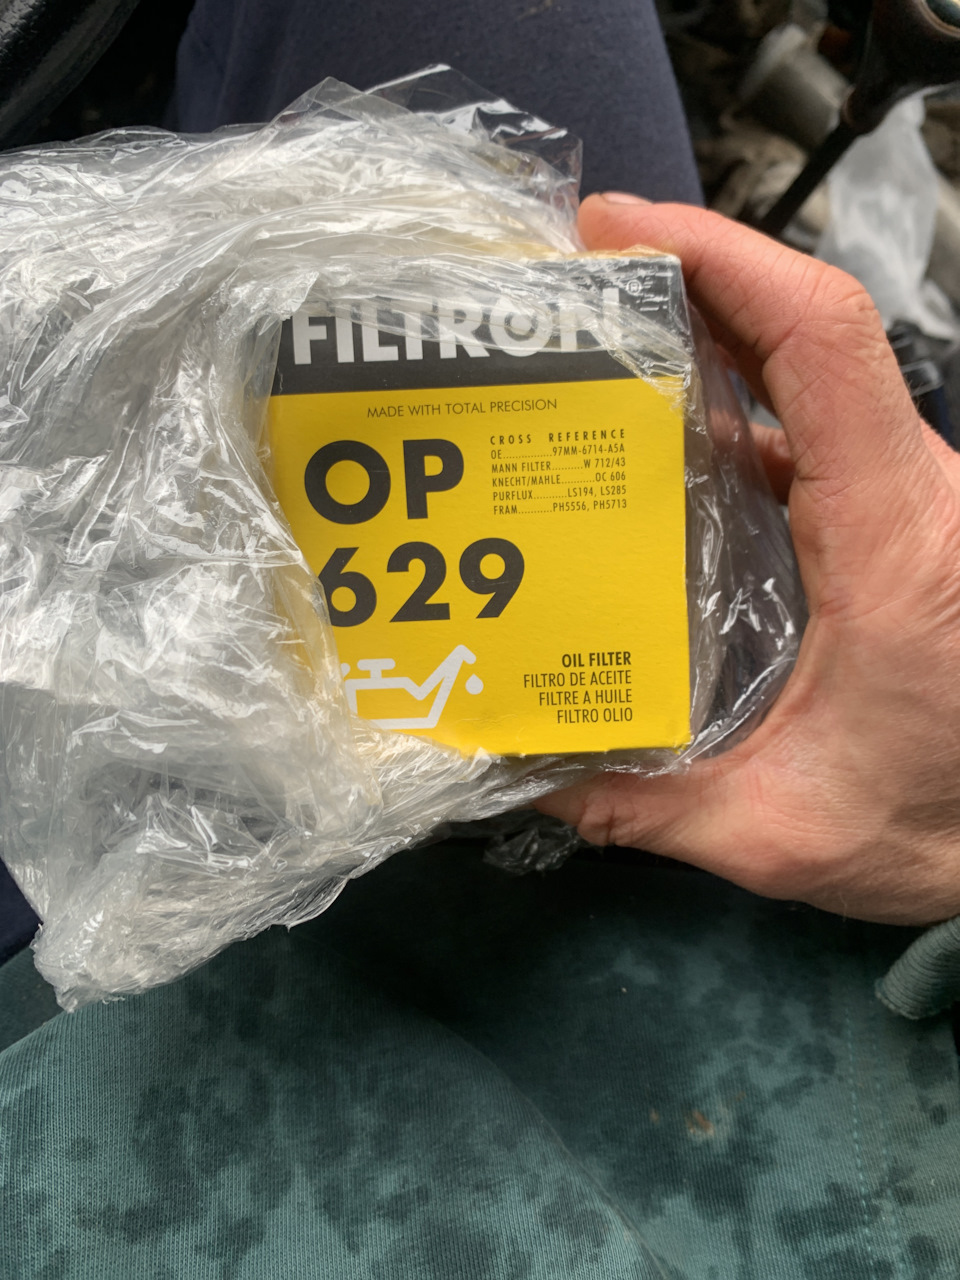 FILTRON®
MADE WITH TOTAL PRECISION
OP
629
CROSS REFERENCE
OE..............97MM-6714-A5A
MANN FILTER.........W 712/43
KNECHT/MAHLE..........OC 606
PURFLUX..........LS194, LS285
FRAM..........PH5556, PH5713
OIL FILTER
FILTRO DE ACEITE
FILTRE A HUILE
FILTRO OLIO